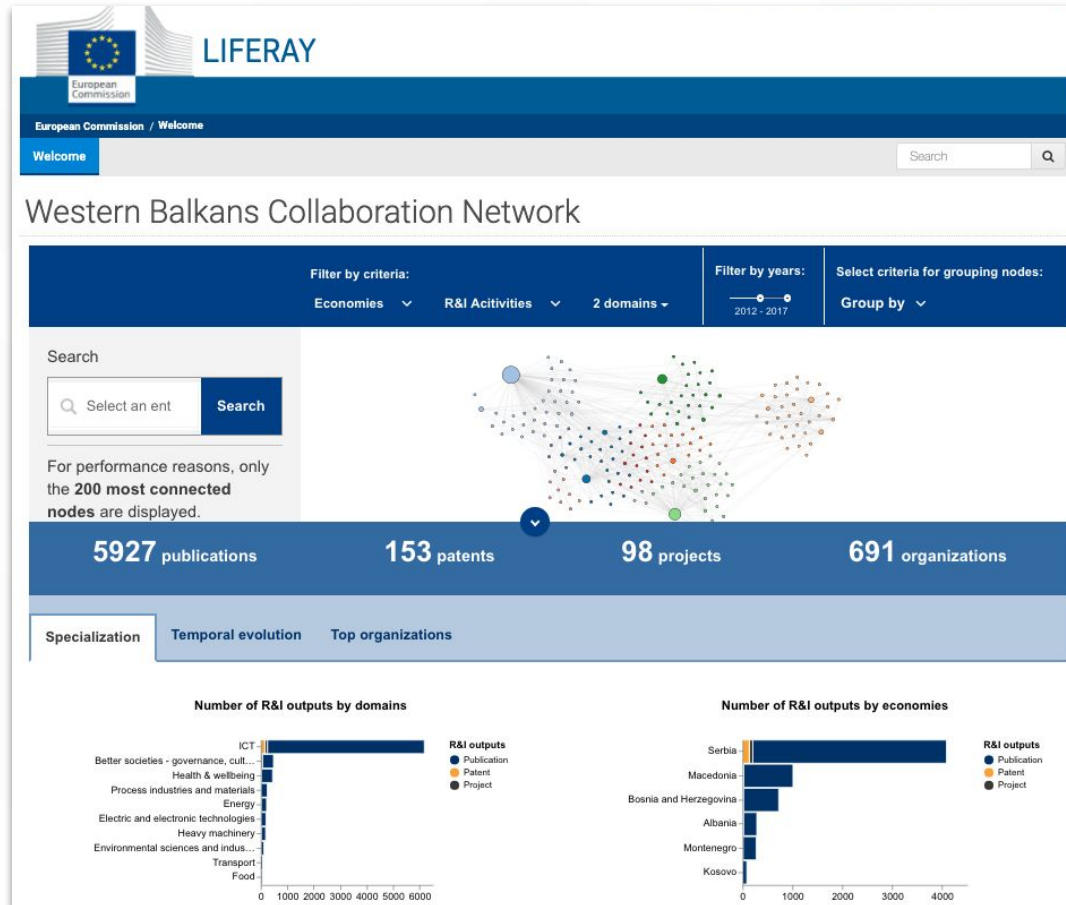 LIFERAY
European
Commission
European Commission / Welcome
Welcome
Search
Western Balkans Collaboration Network
Filter by criteria:
Economies
R&I Acitivities
2 domains
Filter by years:
2012 - 2017
Select criteria for grouping nodes:
Group by
Search
Select an ent
Search
For performance reasons, only
the 200 most connected
nodes are displayed.
5927 publications
153 patents
98 projects
691 organizations
Specialization
Temporal evolution
Top organizations
Number of R&I outputs by domains
ICT
Better societies - governance, cult...
Health & wellbeing
Process industries and materials
Energy
Electric and electronic technologies
Heavy machinery
Environmental sciences and indus...
Transport
Food
0 1000 2000 3000 4000 5000 6000
R&I outputs
Publication
Patent
Project
Number of R&I outputs by economies
Serbia
Macedonia
Bosnia and Herzegovina
Albania
Montenegro
Kosovo
0 1000 2000 3000 4000
R&I outputs
Publication
Patent
Project